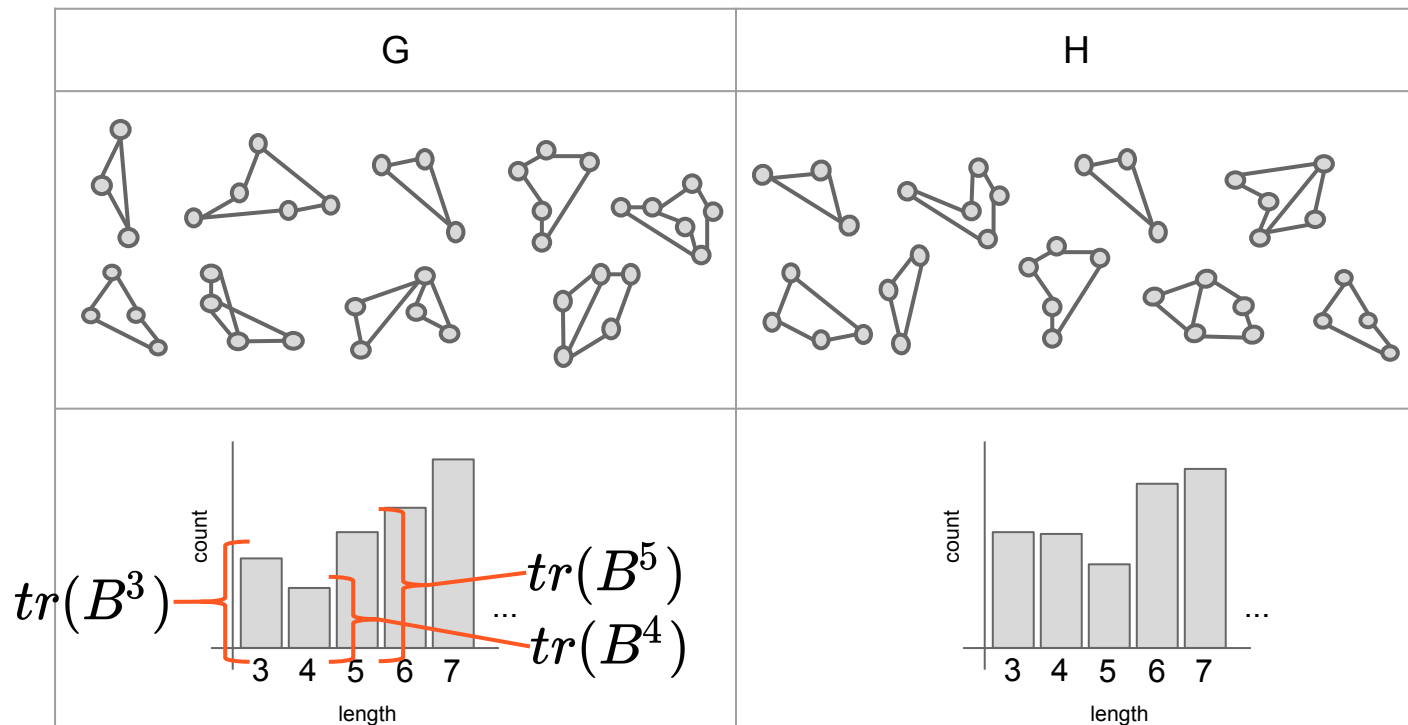 G
H
count
tr(B^3)
tr(B^5)
tr(B^4)
...
3 4 5 6 7
length
count
...
3 4 5 6 7
length